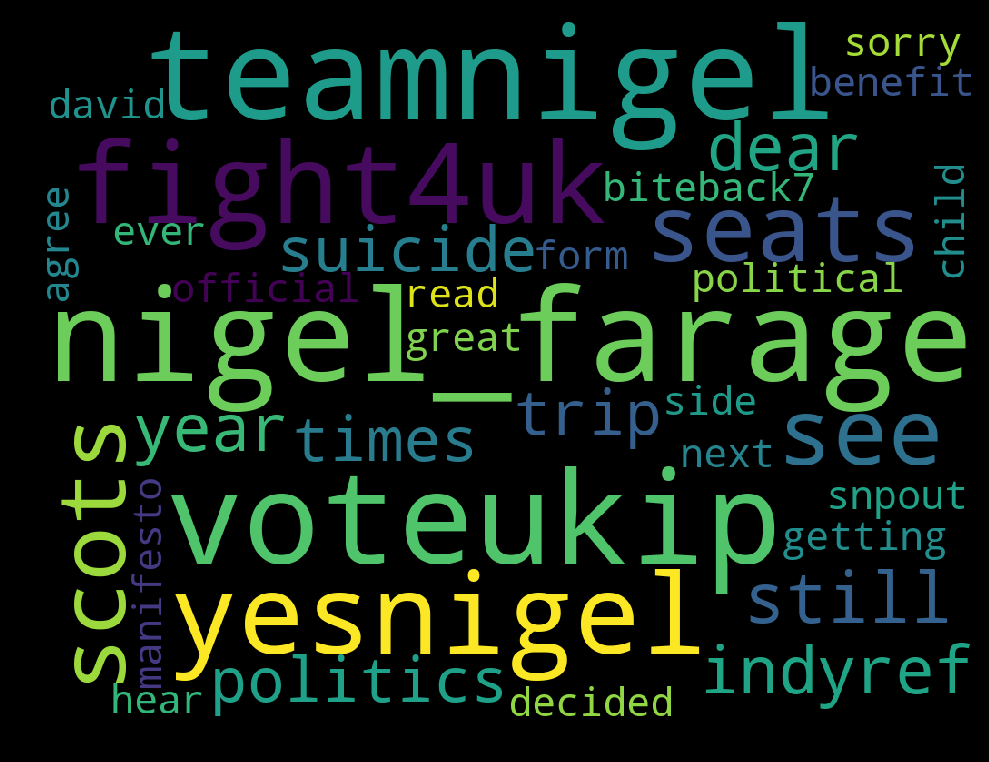 teamnigel
sorry
benefit
david
fight4uk
dear
biteback7
seats
child
agree
ever
suicide
form
official
read
political
nigel_farage
great
year
times
trip
side
see
next
scots
manifesto
voteukip
snpout
getting
yesnigel
still
politics
indyref
hear
decided